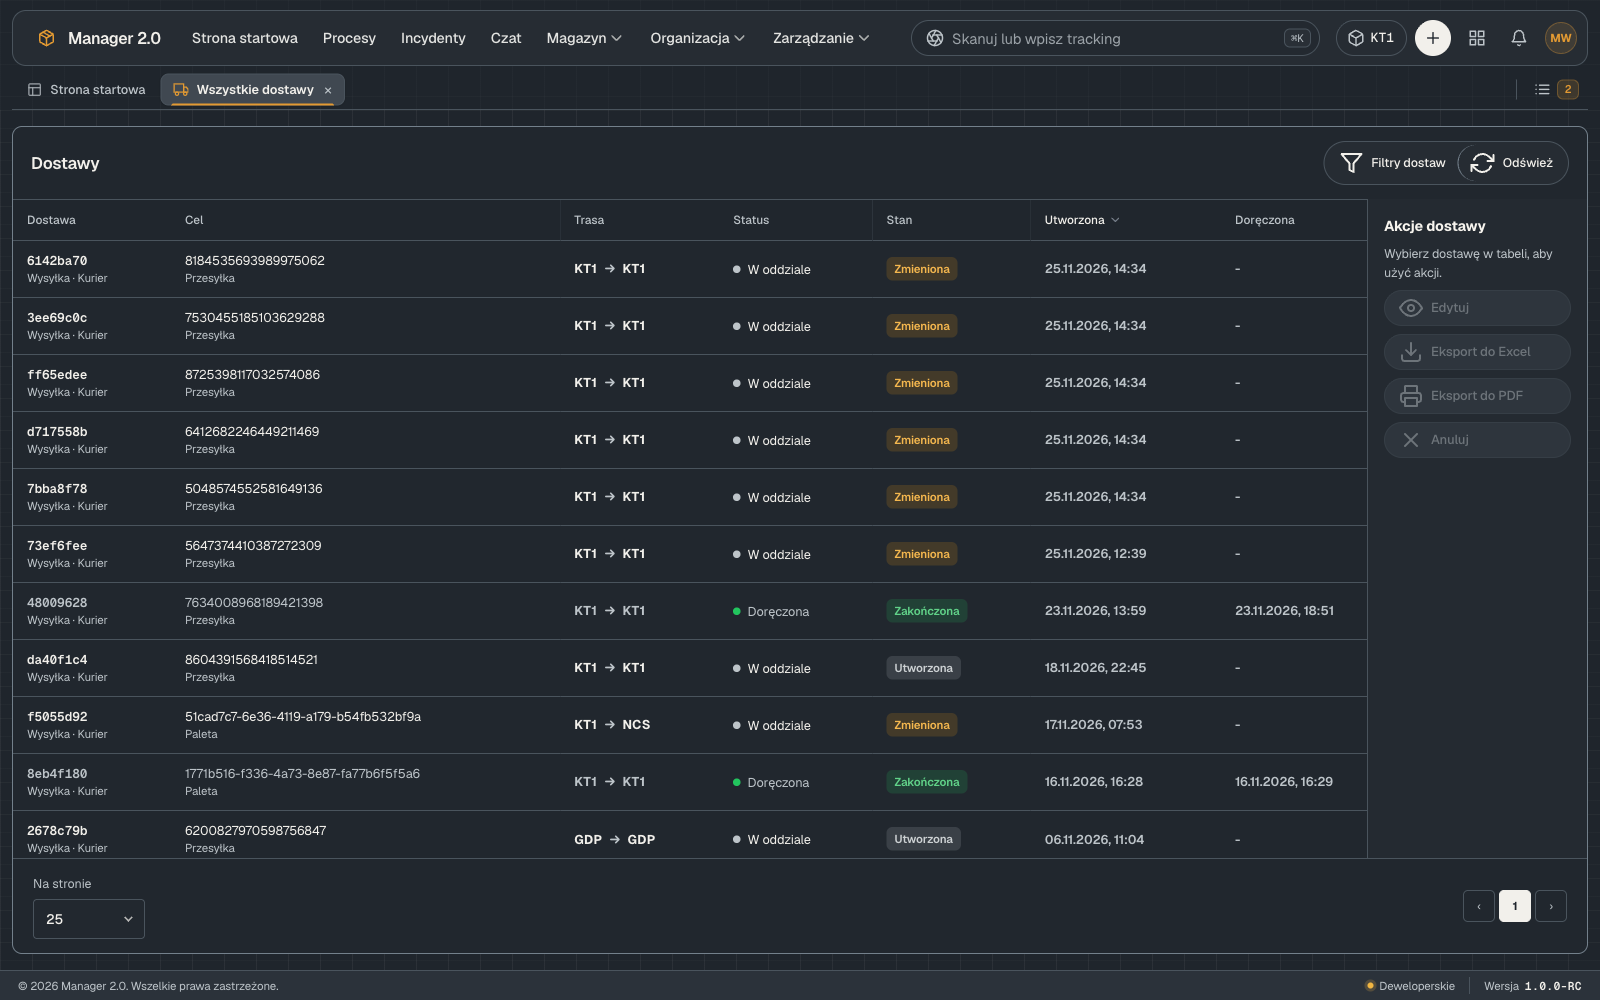 Manager 2.0 Strona startowa Procesy Incydenty Czat Magazyn Organizacja Zarządzanie Skanuj lub wpisz tracking ⌘K KT1 + MW
Strona startowa Wszystkie dostawy × 2
Dostawy Filtry dostaw Odśwież
Dostawa Cel Trasa Status Stan Utworzona Doręczona
6142ba70 8184535693989975062 KT1 → KT1 W oddziale Zmieniona 25.11.2026, 14:34 -
Wysyłka · Kurier Przesyłka
3ee69c0c 7530455185103629288 KT1 → KT1 W oddziale Zmieniona 25.11.2026, 14:34 -
Wysyłka · Kurier Przesyłka
ff65edee 8725398117032574086 KT1 → KT1 W oddziale Zmieniona 25.11.2026, 14:34 -
Wysyłka · Kurier Przesyłka
d717558b 6412682246449211469 KT1 → KT1 W oddziale Zmieniona 25.11.2026, 14:34 -
Wysyłka · Kurier Przesyłka
7bba8f78 5048574552581649136 KT1 → KT1 W oddziale Zmieniona 25.11.2026, 14:34 -
Wysyłka · Kurier Przesyłka
73ef6fee 5647374410387272309 KT1 → KT1 W oddziale Zmieniona 25.11.2026, 12:39 -
Wysyłka · Kurier Przesyłka
48009628 7634008968189421398 KT1 → KT1 Doręczona Zakończona 23.11.2026, 13:59 23.11.2026, 18:51
Wysyłka · Kurier Przesyłka
da40f1c4 8604391568418514521 KT1 → KT1 W oddziale Utworzona 18.11.2026, 22:45 -
Wysyłka · Kurier Przesyłka
f5055d92 51cad7c7-6e36-4119-a179-b54fb532bf9a KT1 → NCS W oddziale Zmieniona 17.11.2026, 07:53 -
Wysyłka · Kurier Paleta
8eb4f180 1771b516-f336-4a73-8e87-fa77b6f5f5a6 KT1 → KT1 Doręczona Zakończona 16.11.2026, 16:28 16.11.2026, 16:29
Wysyłka · Kurier Paleta
2678c79b 6200827970598756847 GDP → GDP W oddziale Utworzona 06.11.2026, 11:04 -
Wysyłka · Kurier Przesyłka
Akcje dostawy
Wybierz dostawę w tabeli, aby
użyć akcji.
Edytuj
Eksport do Excel
Eksport do PDF
Anuluj
Na stronie
25
‹ 1 ›
© 2026 Manager 2.0. Wszelkie prawa zastrzeżone. Deweloperskie Wersja 1.0.0-RC